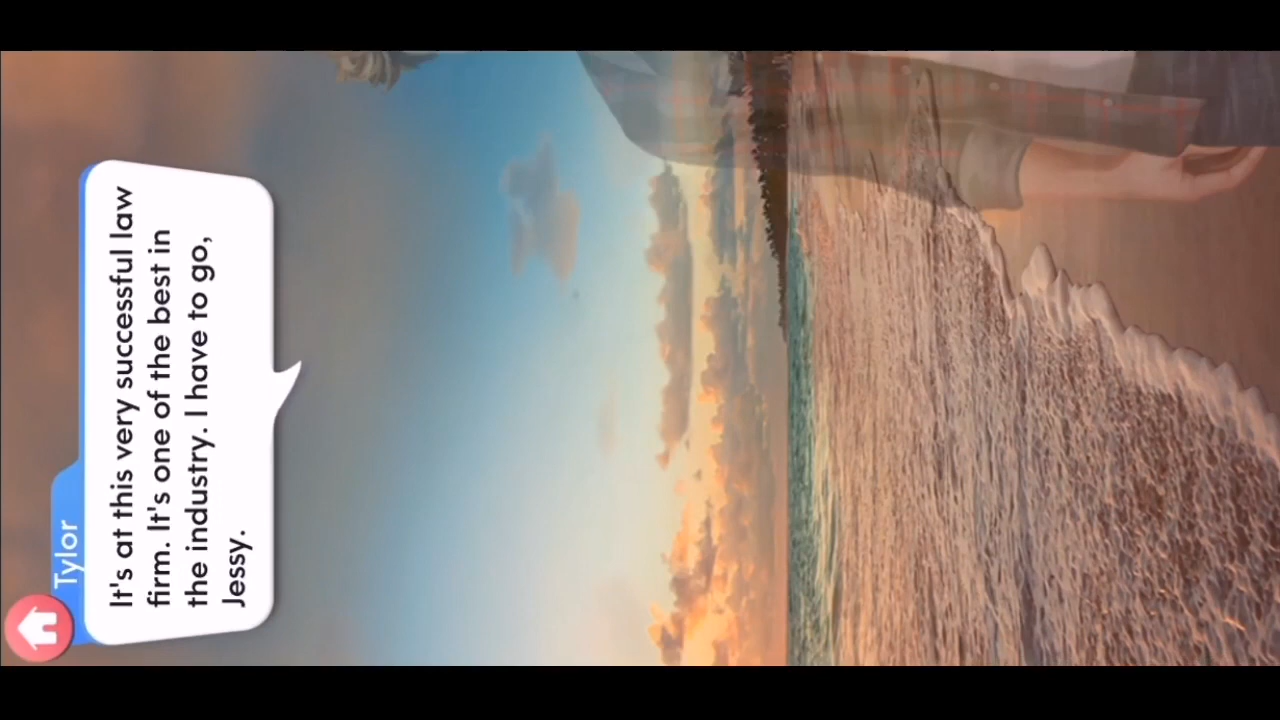 Tylor
It's at this very successful law
firm. It's one of the best in
the industry. I have to go,
Jessy.